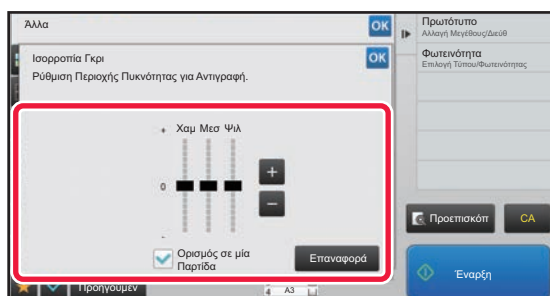 Άλλα
OK
Ισορροπία Γκρι
OK
Ρύθμιση Περιοχής Πυκνότητας για Αντιγραφή.
+ Χαμ Μεσ Ψιλ
0
-
+
−
Ορισμός σε μία
Παρτίδα
Επαναφορά
Προηγούμεν
4 A3
Πρωτότυπο
Αλλαγή Μεγέθους/Διεύθ
Φωτεινότητα
Επιλογή Τύπου/Φωτεινότητας
Προεπισκόπ
CA
Έναρξη